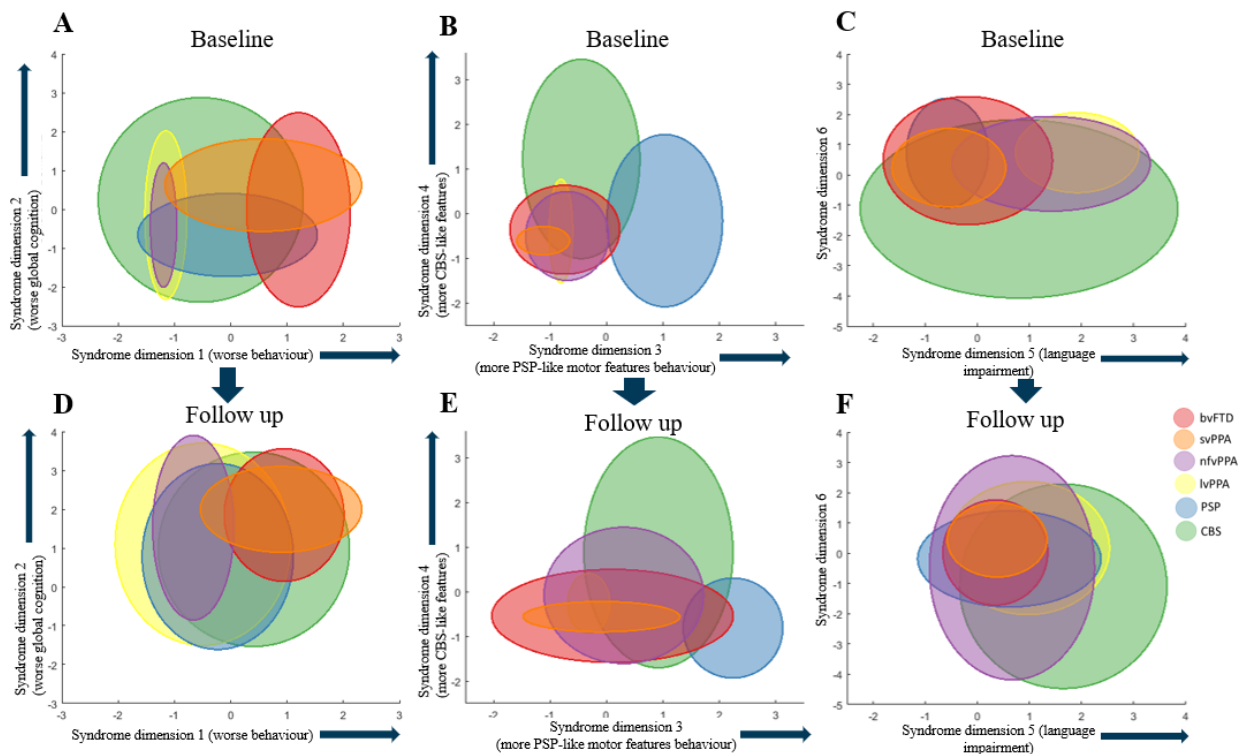 A
Baseline
Syndrome dimension 2
(worse global cognition)
4
3
2
1
0
-1
-2
-3
-3
-2
-1
0
1
2
3
Syndrome dimension 1 (worse behaviour)
B
Baseline
Syndrome dimension 4
(more CBS-like features)
3
2
1
0
-1
-2
-2
-1
0
1
2
3
Syndrome dimension 3
(more PSP-like motor features behaviour)
C
Baseline
Syndrome dimension 6
4
3
2
1
0
-1
-2
-3
-4
-5
-2
-1
0
1
2
3
4
Syndrome dimension 5 (language
impairment)
D
Follow up
Syndrome dimension 2
(worse global cognition)
4
3
2
1
0
-1
-2
-3
-3
-2
-1
0
1
2
3
Syndrome dimension 1 (worse behaviour)
E
Follow up
Syndrome dimension 4
(more CBS-like features)
3
2
1
0
-1
-2
-2
-1
0
1
2
3
Syndrome dimension 3
(more PSP-like motor features behaviour)
F
Follow up
Syndrome dimension 6
4
3
2
1
0
-1
-2
-3
-4
-5
-2
-1
0
1
2
3
4
Syndrome dimension 5 (language
impairment)
bvFTD
svPPA
nfvPPA
lvPPA
PSP
CBS